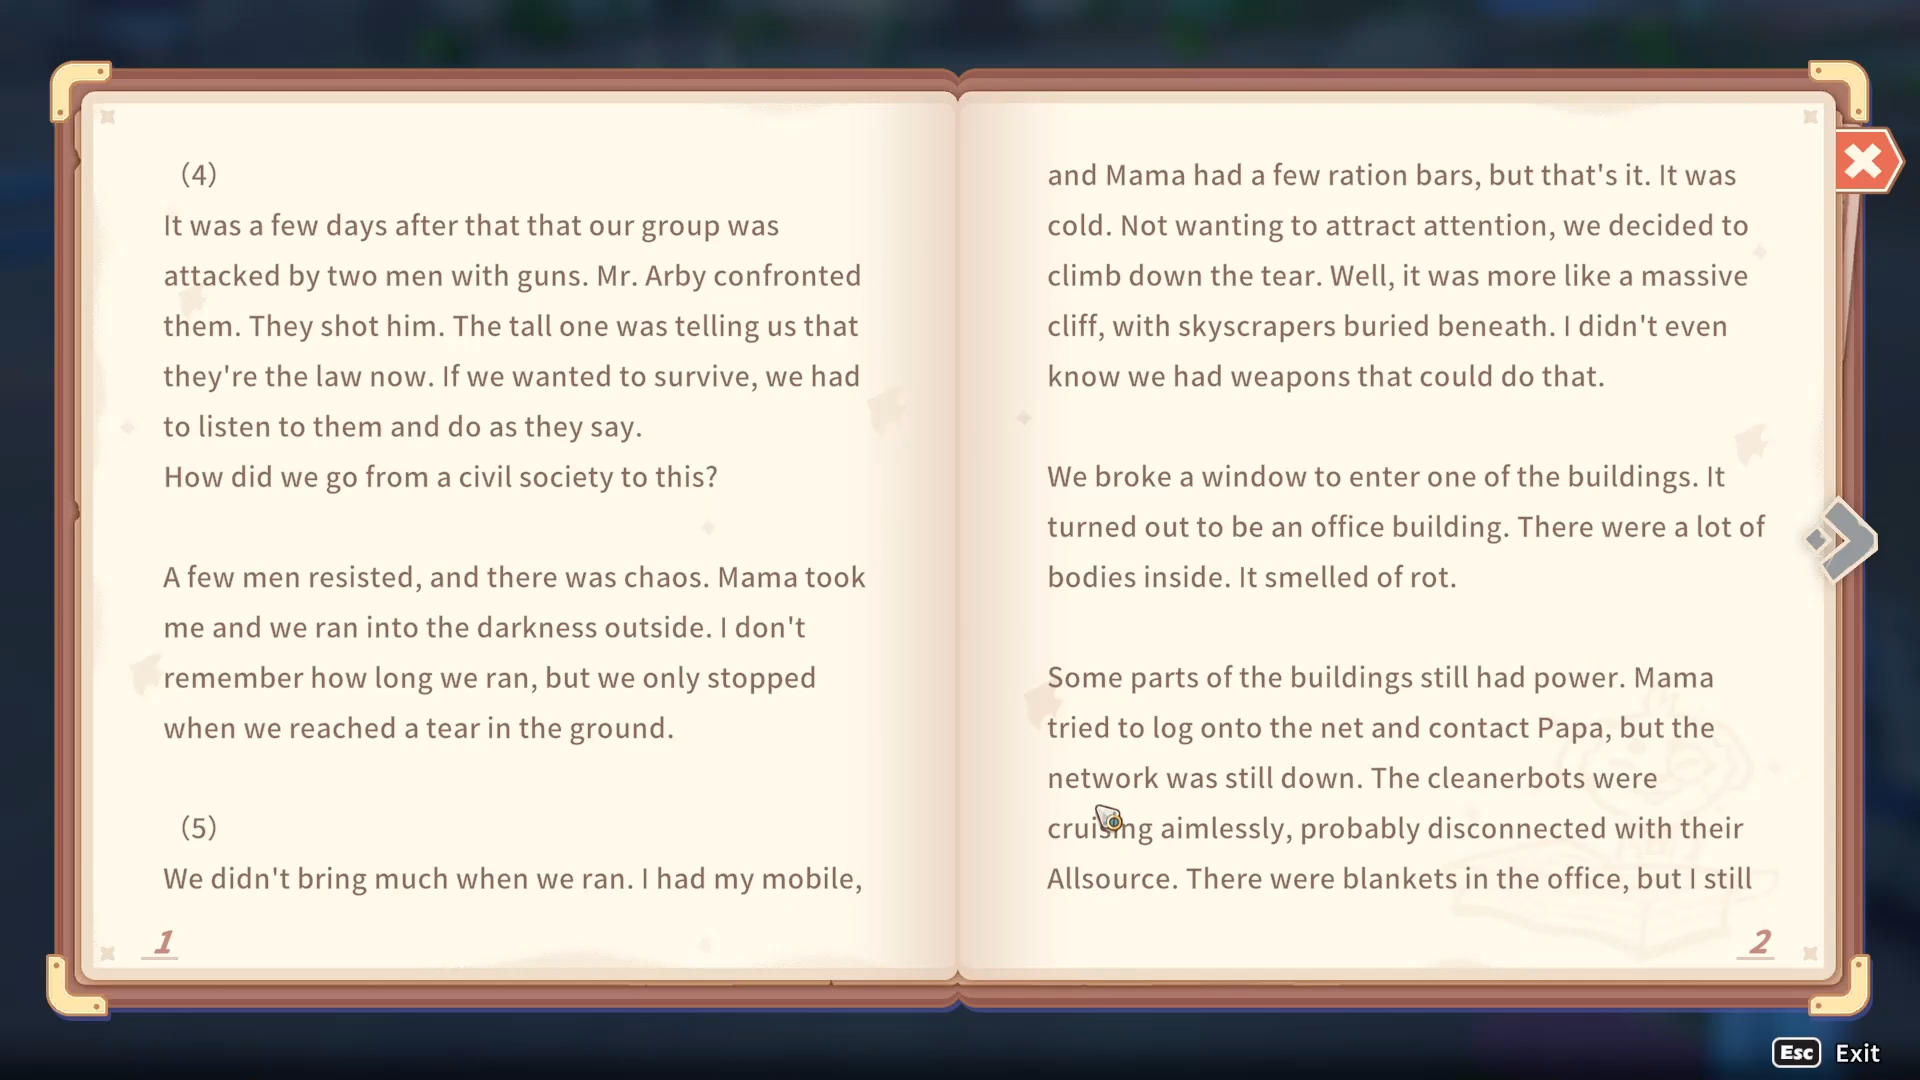 (4)
It was a few days after that that our group was
attacked by two men with guns. Mr. Arby confronted
them. They shot him. The tall one was telling us that
they're the law now. If we wanted to survive, we had
to listen to them and do as they say.
How did we go from a civil society to this?
A few men resisted, and there was chaos. Mama took
me and we ran into the darkness outside. I don't
remember how long we ran, but we only stopped
when we reached a tear in the ground.
(5)
We didn't bring much when we ran. I had my mobile,
1
and Mama had a few ration bars, but that's it. It was
cold. Not wanting to attract attention, we decided to
climb down the tear. Well, it was more like a massive
cliff, with skyscrapers buried beneath. I didn't even
know we had weapons that could do that.
We broke a window to enter one of the buildings. It
turned out to be an office building. There were a lot of
bodies inside. It smelled of rot.
Some parts of the buildings still had power. Mama
tried to log onto the net and contact Papa, but the
network was still down. The cleanerbots were
cruising aimlessly, probably disconnected with their
Allsource. There were blankets in the office, but I still
2
Esc Exit